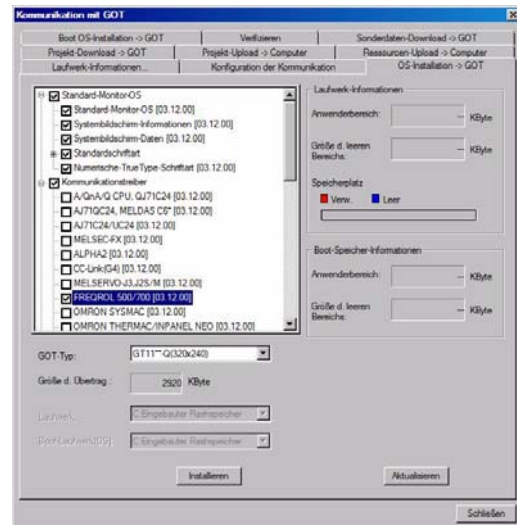 Kommunikation mit GOT
Boot OS-Installation -> GOT
Verifizieren
Sonderdaten-Download -> GOT
Projekt-Download -> GOT
Projekt-Upload -> Computer
Ressourcen-Upload -> Computer
Laufwerk-Informationen...
Konfiguration der Kommunikation
OS-Installation -> GOT
Standard-Monitor-OS
Standard-Monitor-OS [03.12.00]
Systembildschirm-Informationen [03.12.00]
Systembildschirm-Daten [03.12.00]
Standardschriftart
Numerische-TrueType-Schriftart [03.12.00]
Kommunikationstreiber
A/QnA/Q CPU, QJ71C24 [03.12.00]
AJ71QC24, MELDAS C6* [03.12.00]
AJ71C24/UC24 [03.12.00]
MELSEC-FX [03.12.00]
ALPHA2 [03.12.00]
CC-Link(G4) [03.12.00]
MELSERVO-J3,J2S/M [03.12.00]
FREQROL 500/700 [03.12.00]
OMRON SYSMAC [03.12.00]
OMRON THERMAC/INPANEL NEO [03.12.00]
Laufwerk-Informationen
Anwenderbereich:
-- KByte
Größe d. leeren
Bereichs:
-- KByte
Speicherplatz
Verw. Leer
Boot-Speicher-Informationen
Anwenderbereich:
-- KByte
Größe d. leeren
Bereichs:
-- KByte
GOT-Typ: GT11**-Q(320x240)
Größe d. Übertrag.: 2920 KByte
Laufwerk: C:Eingebauter Flashspeicher
Boot-Laufwerk(OS): C:Eingebauter Flashspeicher
Installieren
Aktualisieren
Schließen